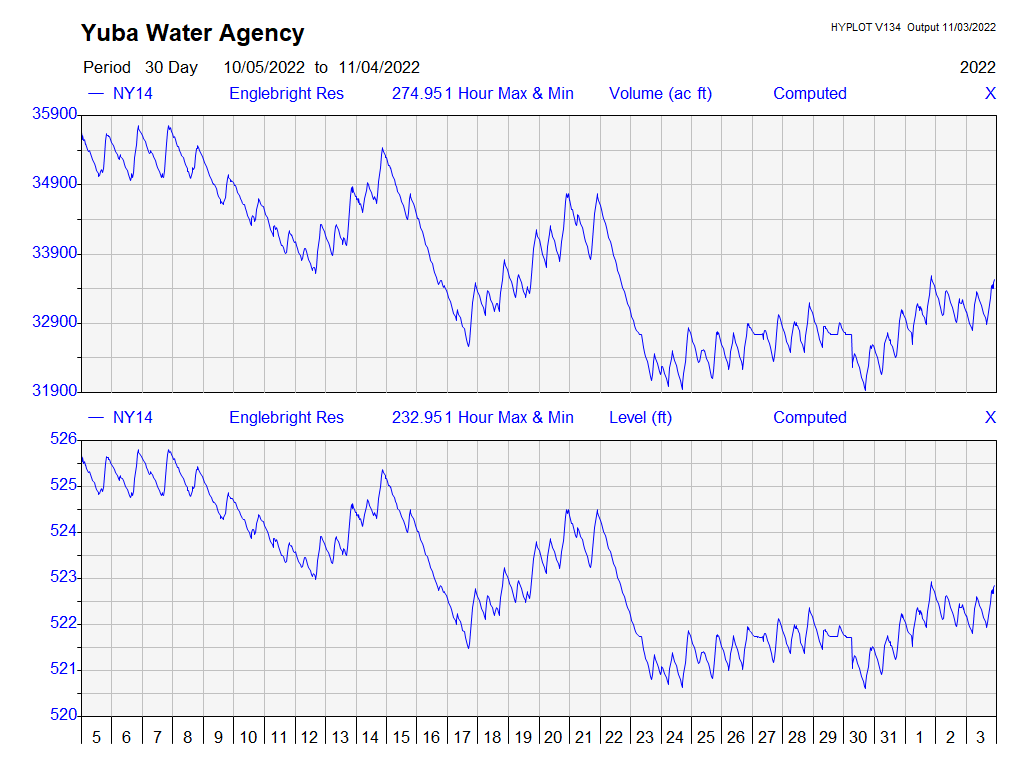 Yuba Water Agency
HYPLOT V134 Output 11/03/2022
Period 30 Day 10/05/2022 to 11/04/2022 2022
NY14 Englebright Res 274.951 Hour Max & Min Volume (ac ft) Computed X
35900
34900
33900
32900
31900
NY14 Englebright Res 232.951 Hour Max & Min Level (ft) Computed X
526
525
524
523
522
521
520
5 6 7 8 9 10 11 12 13 14 15 16 17 18 19 20 21 22 23 24 25 26 27 28 29 30 31 1 2 3